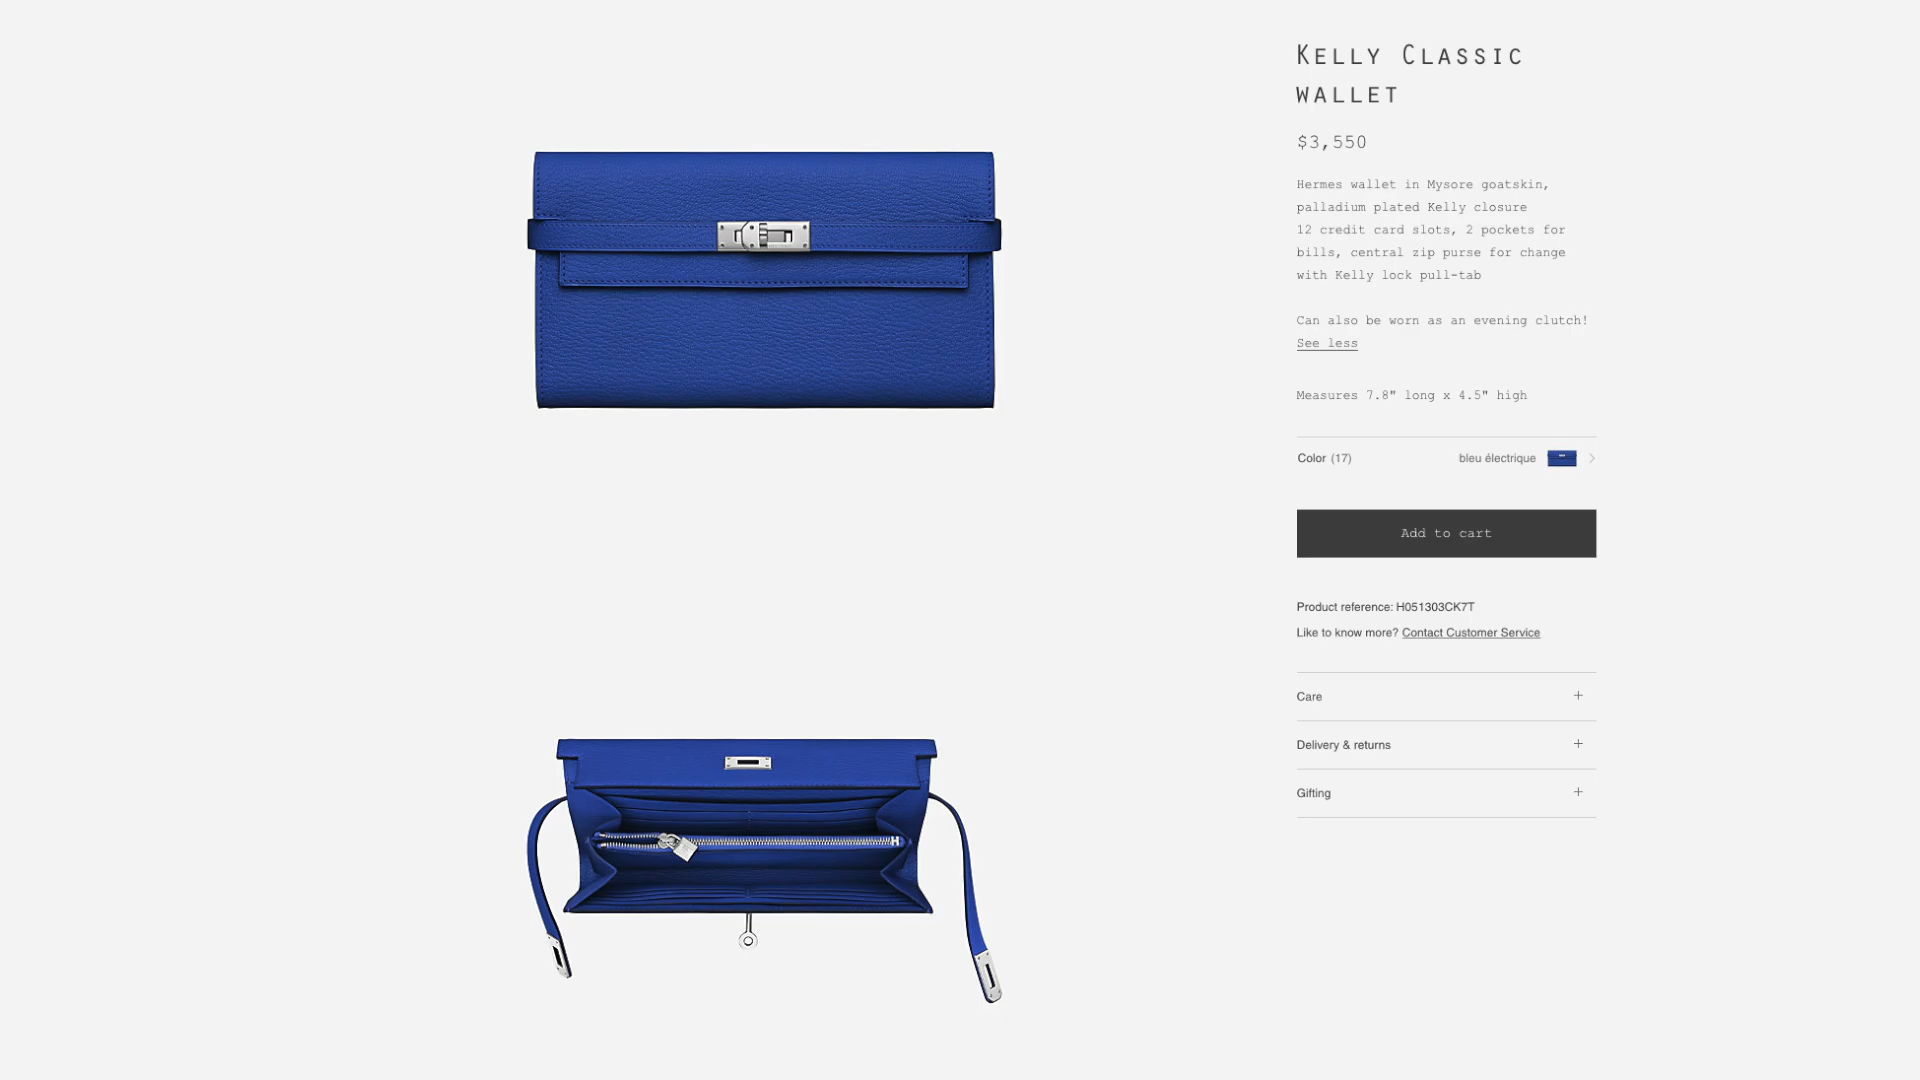 Kelly Classic
wallet
$3,550
Hermes wallet in Mysore goatskin,
palladium plated Kelly closure
12 credit card slots, 2 pockets for
bills, central zip purse for change
with Kelly lock pull-tab
Can also be worn as an evening clutch!
See less
Measures 7.8" long x 4.5" high
Color (17) bleu électrique
Add to cart
Product reference: H051303CK7T
Like to know more? Contact Customer Service
Care +
Delivery & returns +
Gifting +